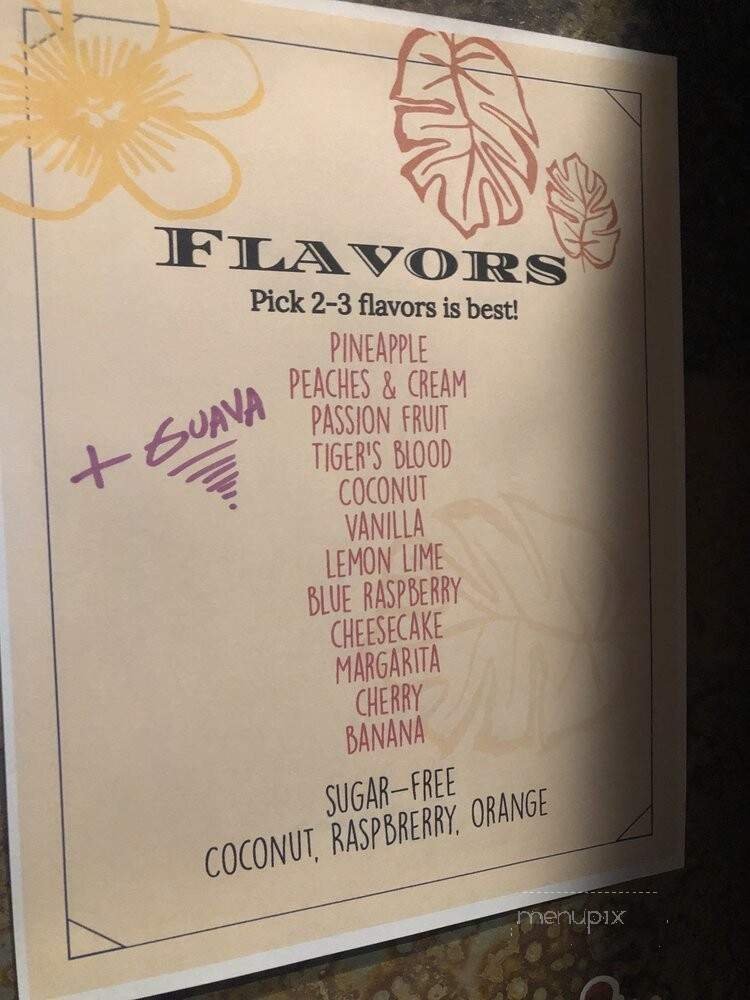 FLAVORS
Pick 2-3 flavors is best!
PINEAPPLE
PEACHES & CREAM
PASSION FRUIT
+ GUAVA
TIGER'S BLOOD
COCONUT
VANILLA
LEMON LIME
BLUE RASPBERRY
CHEESECAKE
MARGARITA
CHERRY
BANANA
SUGAR-FREE
COCONUT, RASPBRERRY, ORANGE
menupix